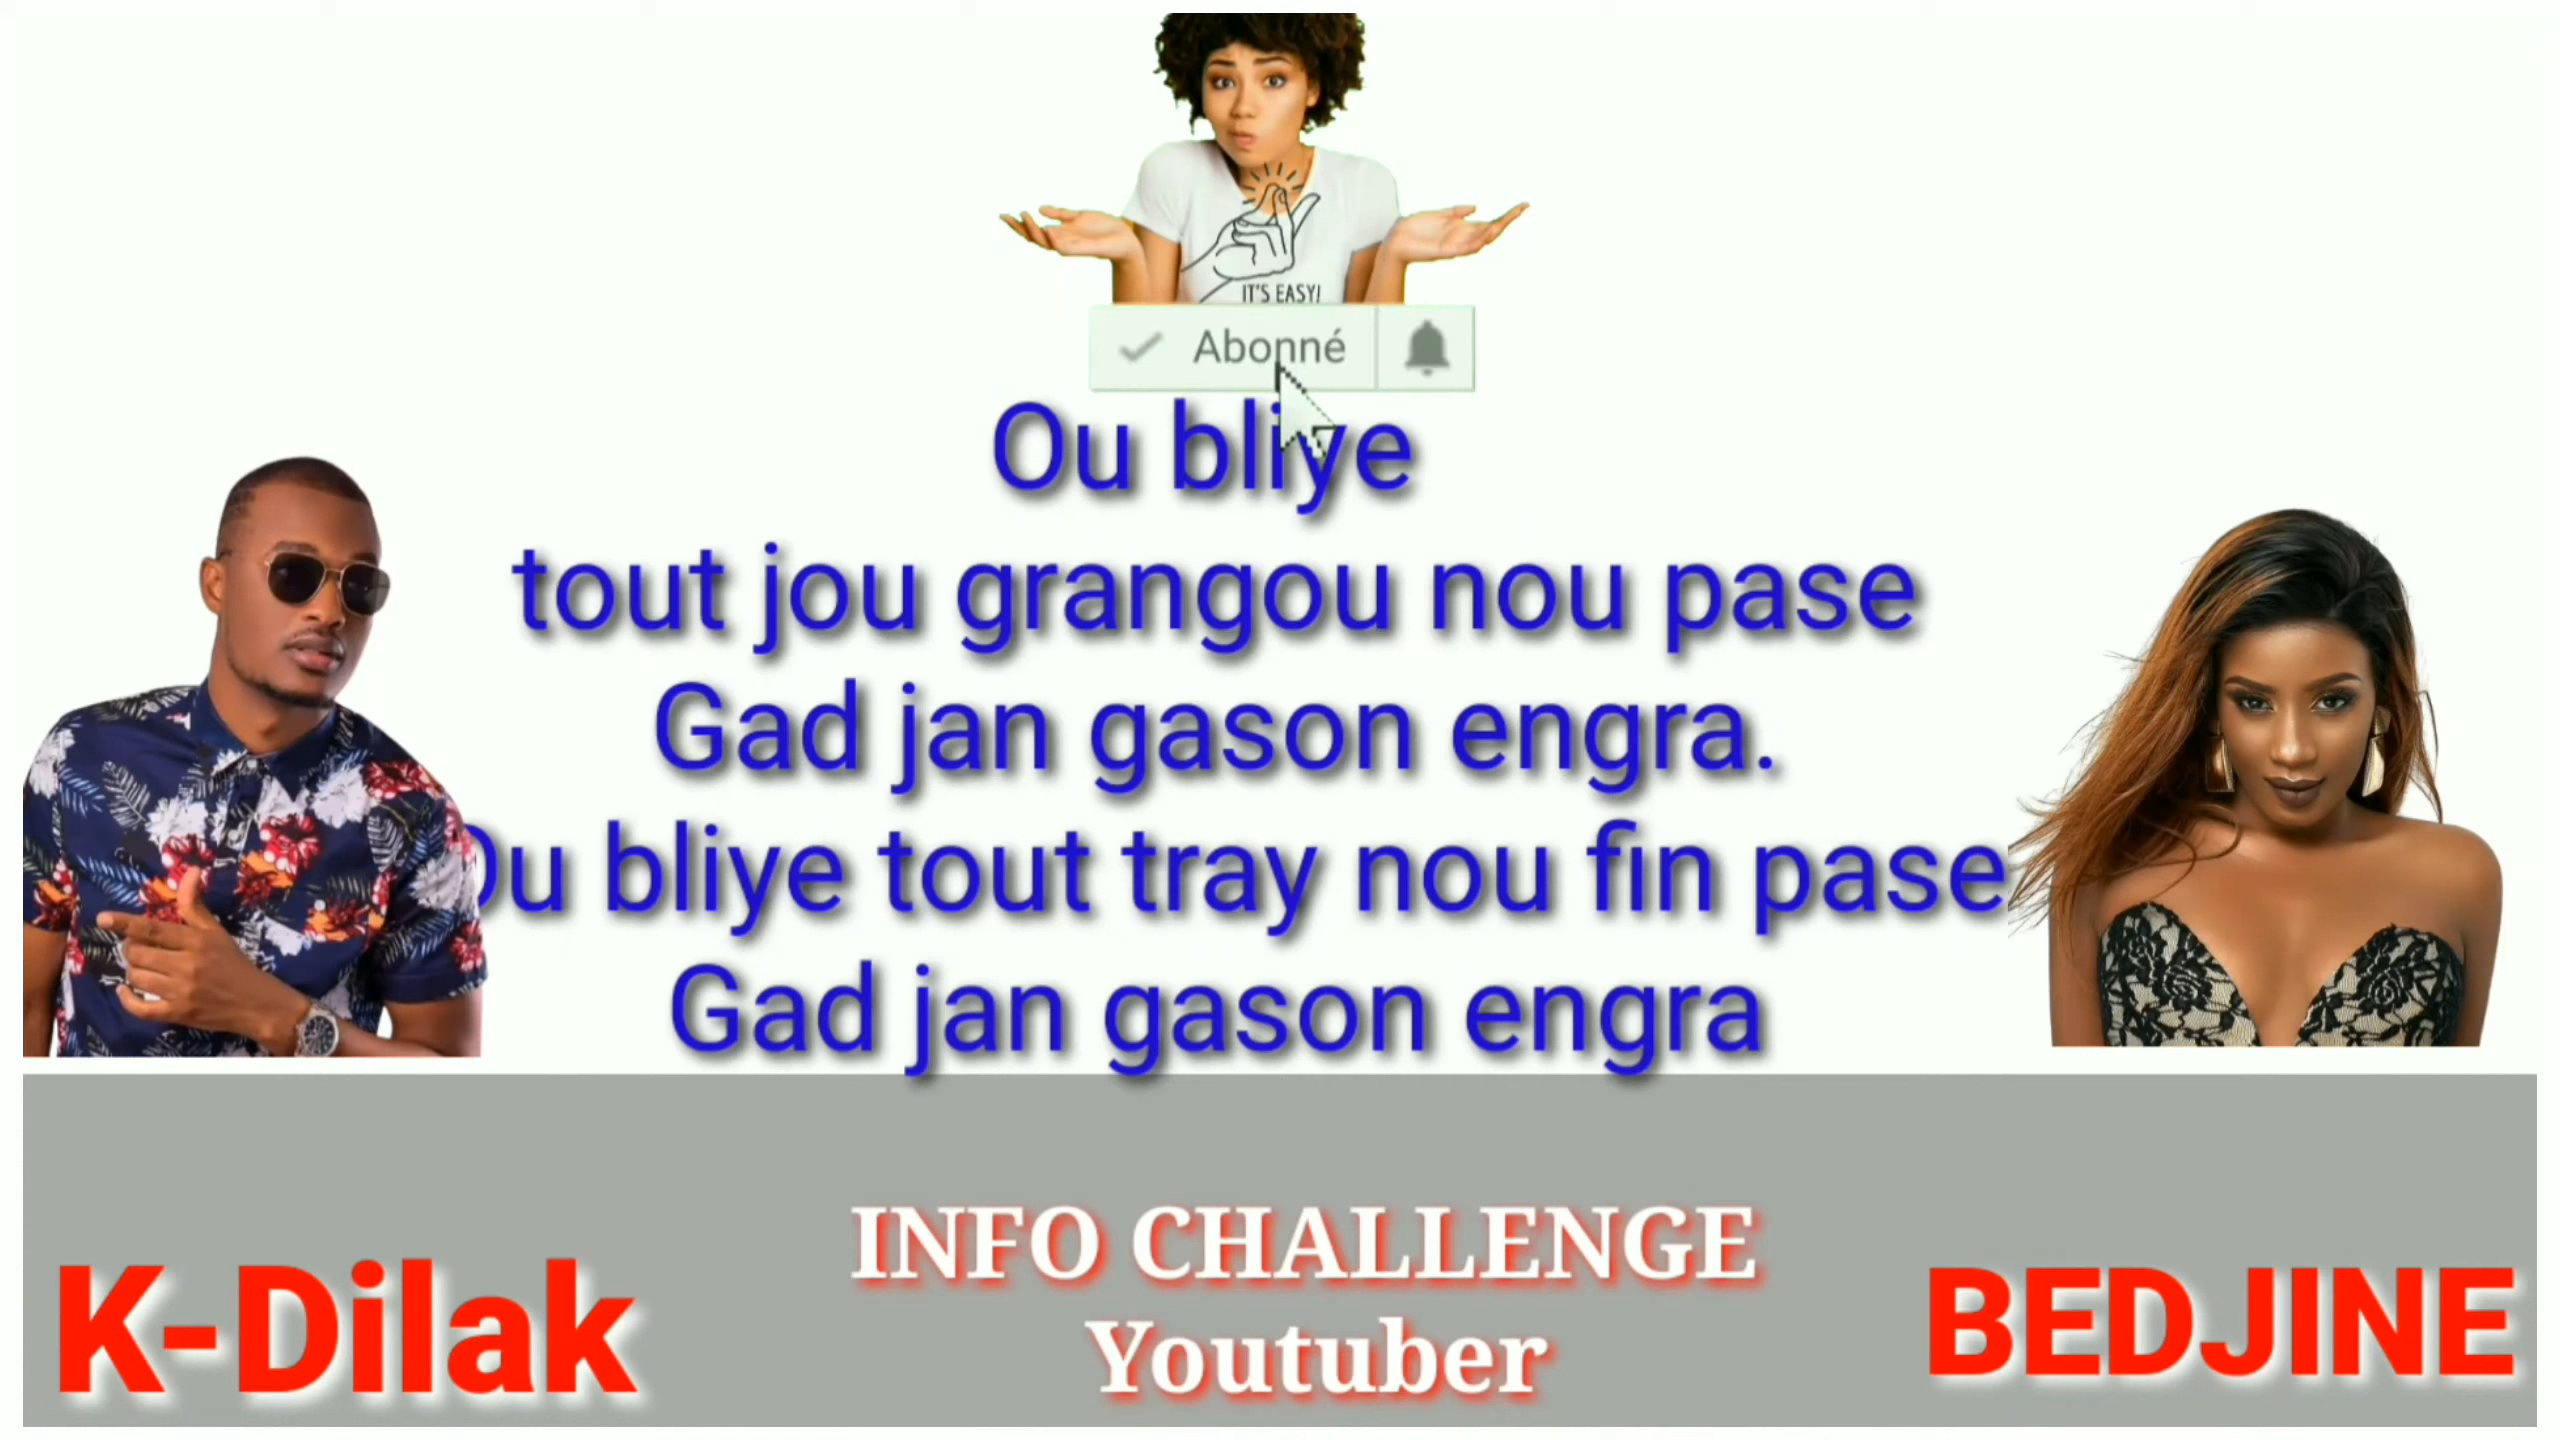 IT'S EASY!
Abonné
Ou bliye
tout jou grangou nou pase
Gad jan gason engra.
Ou bliye tout tray nou fin pase
Gad jan gason engra
INFO CHALLENGE
K-Dilak
Youtuber
BEDJINE